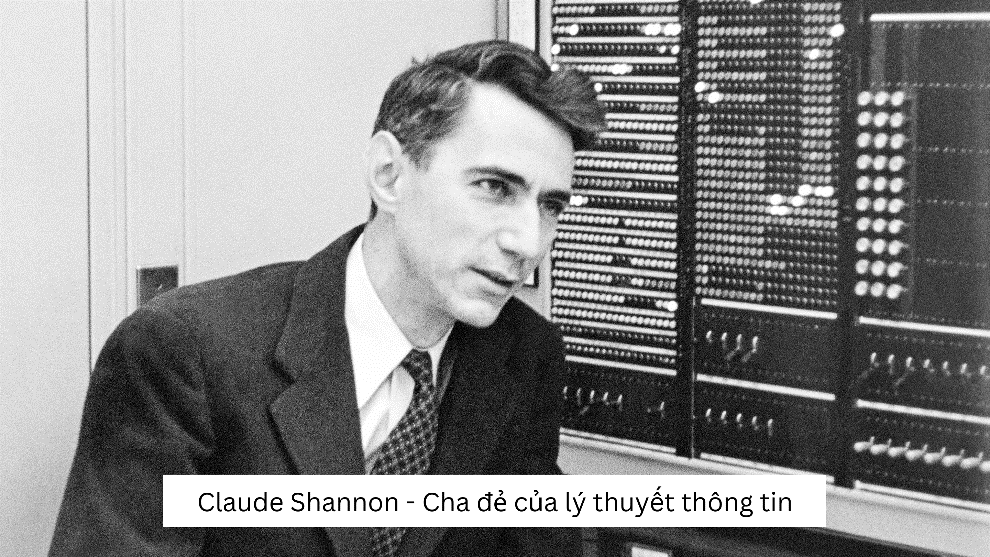 Claude Shannon - Cha đẻ của lý thuyết thông tin